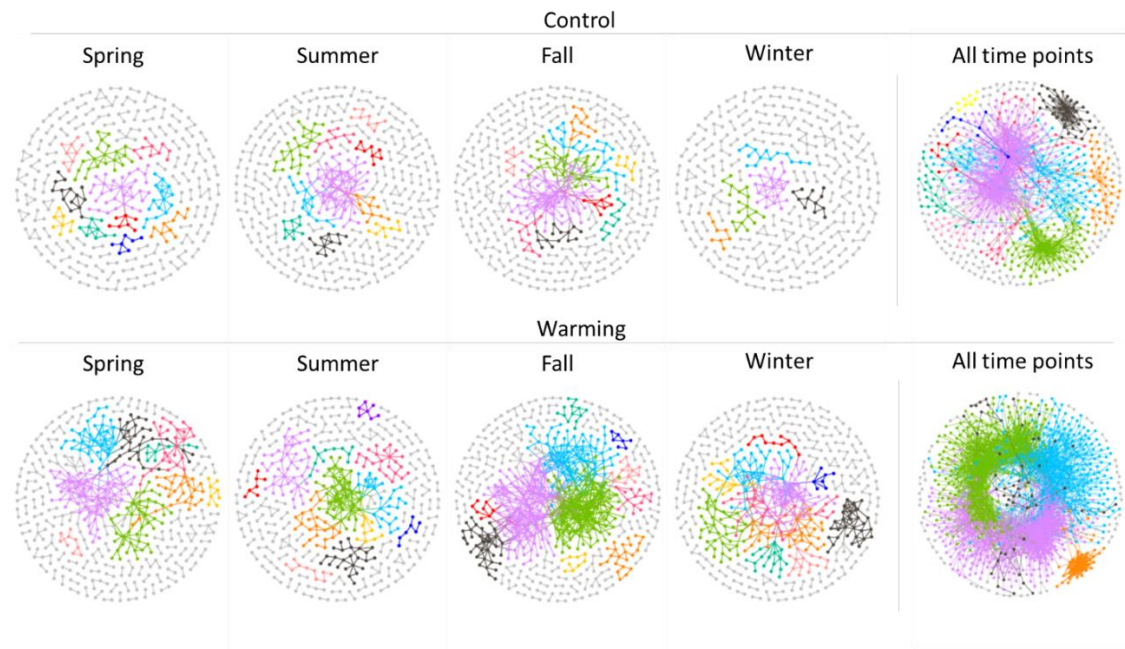 Control
Spring Summer Fall Winter All time points
Warming
Spring Summer Fall Winter All time points